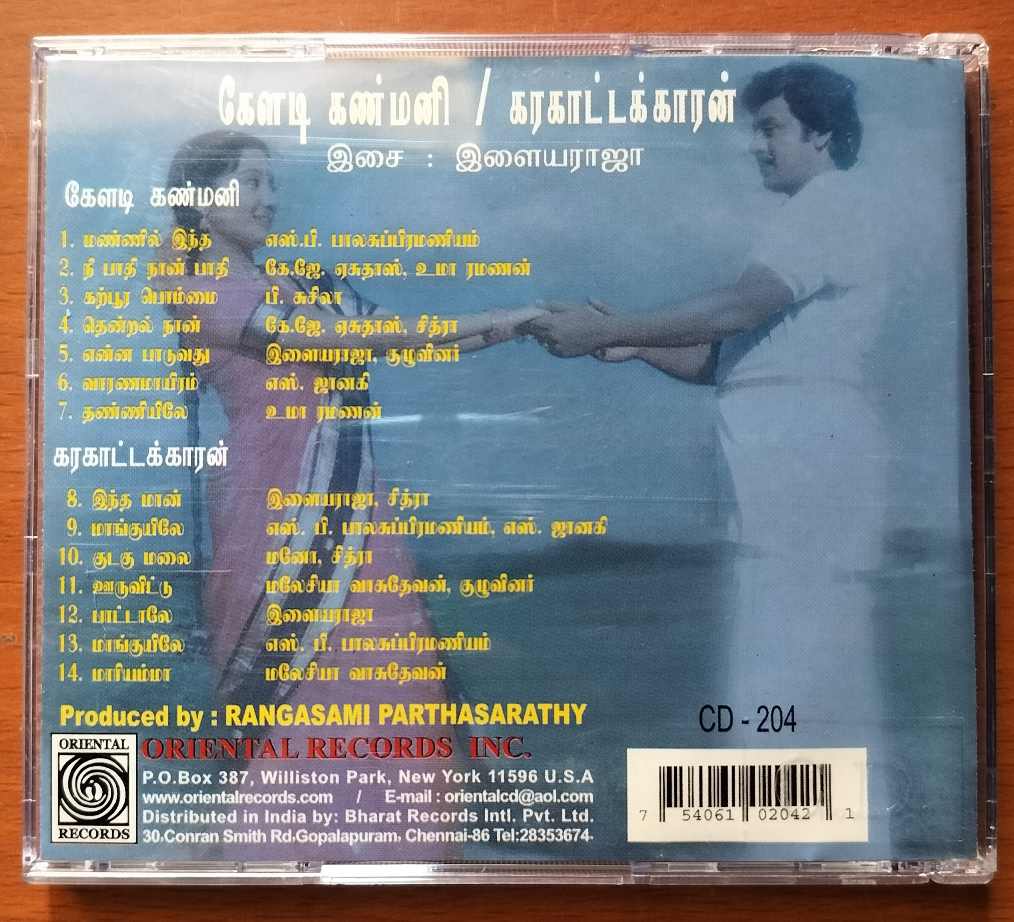 கேளடி கண்மனி / கரகாட்டக்காரன்
இசை : இளையராஜா
கேளடி கண்மனி
1. மண்ணில் இந்த எஸ்.பி. பாலசுப்பிரமணியம்
2. நீ பாதி நான் பாதி கே.ஜே. ஏசுதாஸ், உமா ரமணன்
3. கற்பூர பொம்மை பி. சுசிலா
4. தென்றல் நான் கே.ஜே. ஏசுதாஸ், சித்ரா
5. என்ன பாடுவது இளையராஜா, குழுவினர்
6. வாரணமாயிரம் எஸ். ஜானகி
7. தண்ணியிலே உமா ரமணன்
கரகாட்டக்காரன்
8. இந்த மான் இளையராஜா, சித்ரா
9. மாங்குயிலே எஸ். பி. பாலசுப்பிரமணியம், எஸ். ஜானகி
10. குடகு மலை மனோ, சித்ரா
11. ஊருவிட்டு மலேசியா வாசுதேவன், குழுவினர்
12. பாட்டாலே இளையராஜா
13. மாங்குயிலே எஸ். பி. பாலசுப்பிரமணியம்
14. மாரியம்மா மலேசியா வாசுதேவன்
Produced by : RANGASAMI PARTHASARATHY
CD - 204
ORIENTAL RECORDS
ORIENTAL RECORDS INC.
P.O.Box 387, Williston Park, New York 11596 U.S.A
www.orientalrecords.com / E-mail : orientalcd@aol.com
Distributed in India by: Bharat Records Intl. Pvt. Ltd.
30.Conran Smith Rd.Gopalapuram, Chennai-86 Tel:28353674.
7 54061 02042 1